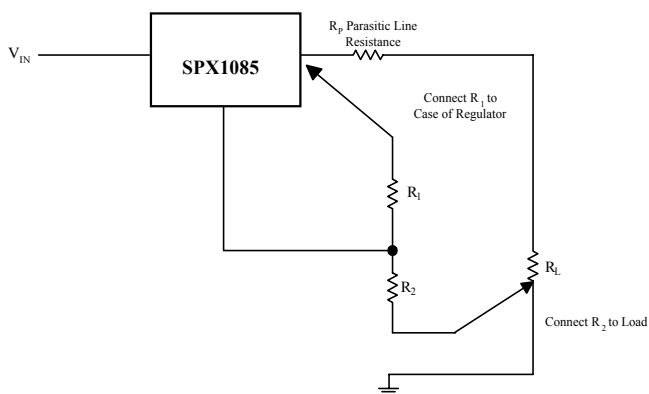 R_P Parasitic Line
Resistance
V_IN
SPX1085
Connect R_1 to
Case of Regulator
R_1
R_L
R_2
Connect R_2 to Load